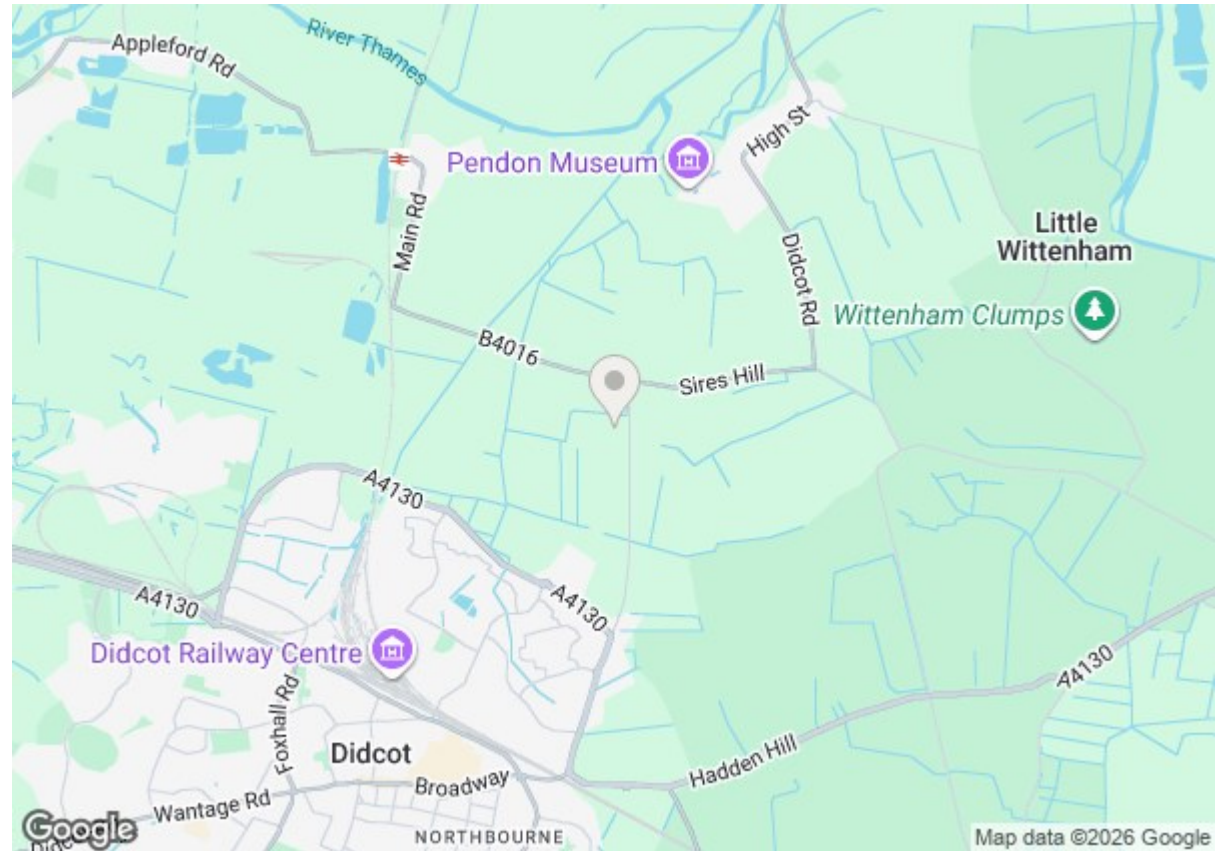 River Thames
Appleford Rd
High St
Pendon Museum
Main Rd
Didcot Rd
Little
Wittenham
Wittenham Clumps
B4016
Sires Hill
A4130
A4130
A4130
Didcot Railway Centre
A4130
Foxhall Rd
Didcot
Hadden Hill
Broadway
Wantage Rd
NORTHBOURNE
Google
Map data ©2026 Google